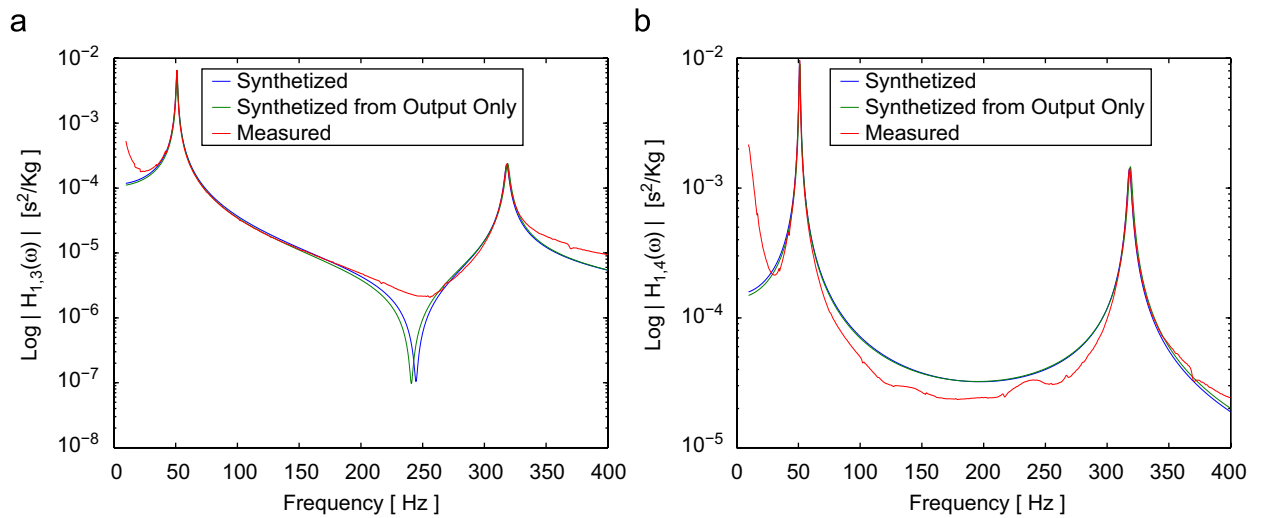 a
10−2
10−3
10−4
10−5
10−6
10−7
10−8
Log | H1,3(ω) | [s2/Kg]
Synthetized
Synthetized from Output Only
Measured
0 50 100 150 200 250 300 350 400
Frequency [ Hz ]
b
10−2
10−3
10−4
10−5
Log | H1,4(ω) | [s2/Kg]
Synthetized
Synthetized from Output Only
Measured
0 50 100 150 200 250 300 350 400
Frequency [ Hz ]